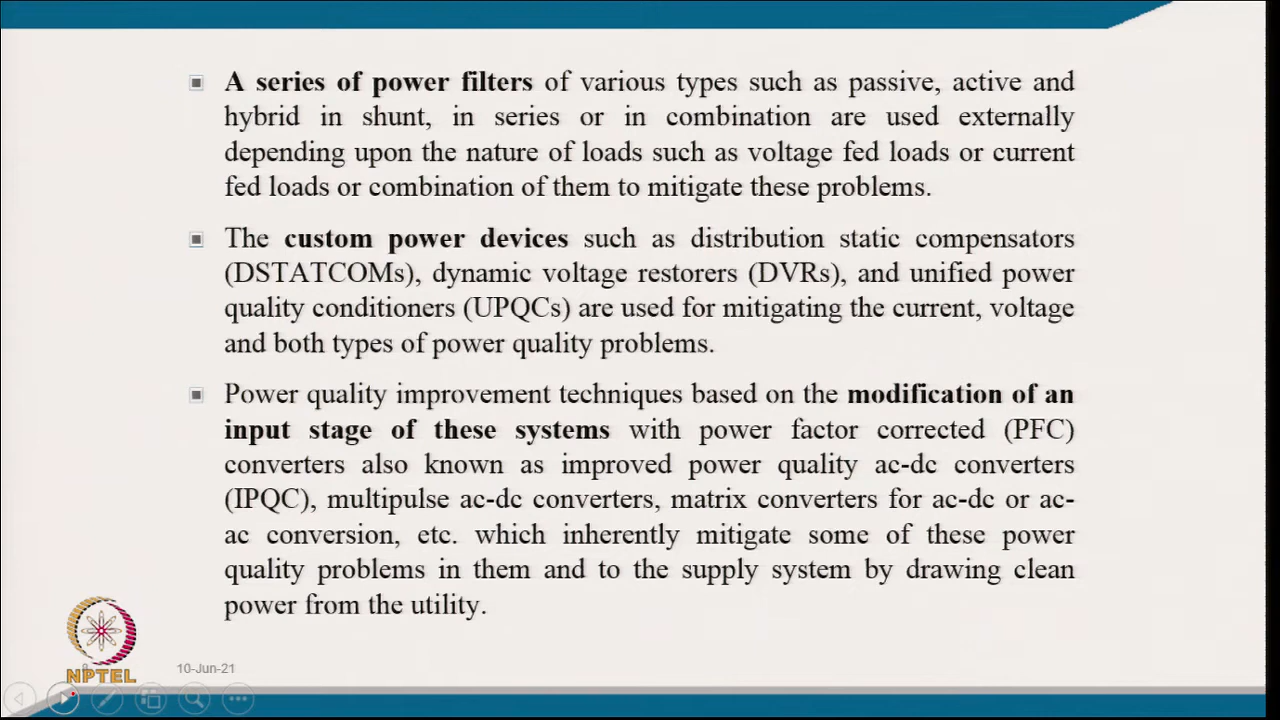 A series of power filters of various types such as passive, active and
hybrid in shunt, in series or in combination are used externally
depending upon the nature of loads such as voltage fed loads or current
fed loads or combination of them to mitigate these problems.
The custom power devices such as distribution static compensators
(DSTATCOMs), dynamic voltage restorers (DVRs), and unified power
quality conditioners (UPQCs) are used for mitigating the current, voltage
and both types of power quality problems.
Power quality improvement techniques based on the modification of an
input stage of these systems with power factor corrected (PFC)
converters also known as improved power quality ac-dc converters
(IPQC), multipulse ac-dc converters, matrix converters for ac-dc or ac-
ac conversion, etc. which inherently mitigate some of these power
quality problems in them and to the supply system by drawing clean
power from the utility.
NPTEL
10-Jun-21